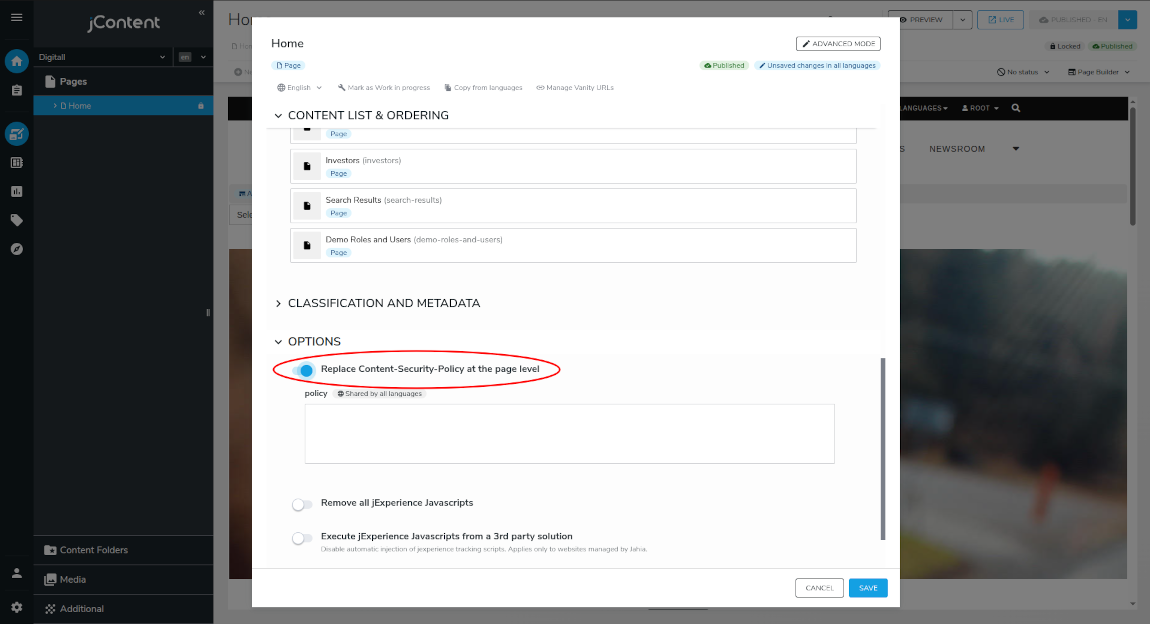 jContent
Digitall
en
Pages
Home
Content Folders
Media
Additional
PREVIEW
LIVE
PUBLISHED - EN
Locked
Published
No status
Page Builder
LANGUAGES
ROOT
NEWSROOM
Home
ADVANCED MODE
Page
Published
Unsaved changes in all languages
English
Mark as Work in progress
Copy from languages
Manage Vanity URLs
CONTENT LIST & ORDERING
Page
Investors (investors)
Page
Search Results (search-results)
Page
Demo Roles and Users (demo-roles-and-users)
Page
CLASSIFICATION AND METADATA
OPTIONS
Replace Content-Security-Policy at the page level
policy Shared by all languages
Remove all jExperience Javascripts
Execute jExperience Javascripts from a 3rd party solution
Disable automatic injection of jexperience tracking scripts. Applies only to websites managed by Jahia.
CANCEL
SAVE